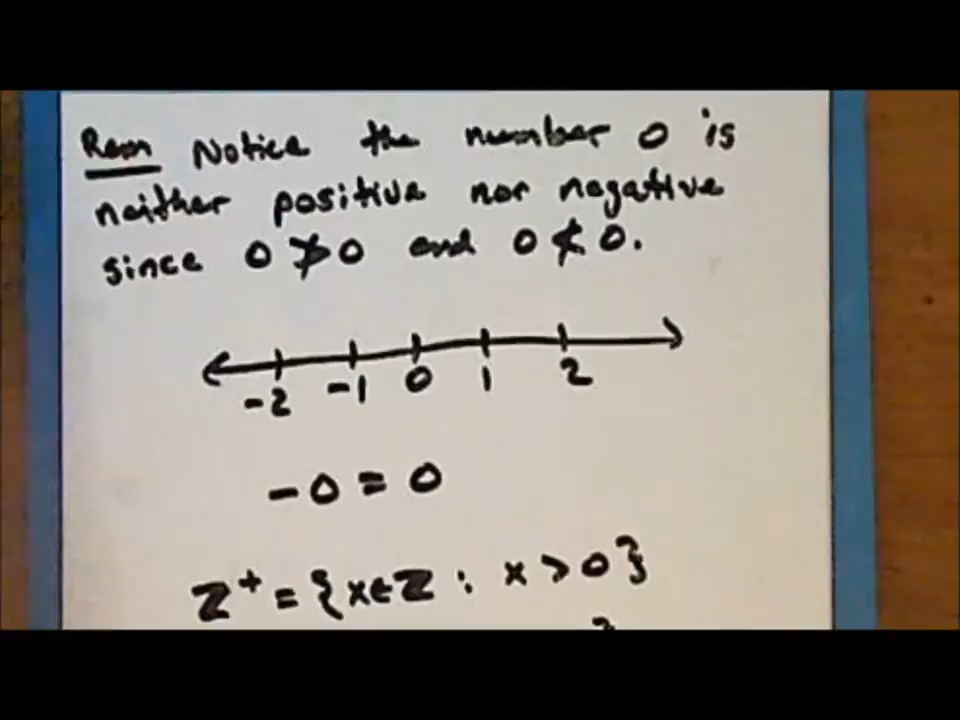 Rem Notice the number 0 is
neither positive nor negative
since 0 ≯ 0 and 0 ≮ 0.
-2 -1 0 1 2
-0 = 0
ℤ⁺ = {x∈ℤ : x > 0}